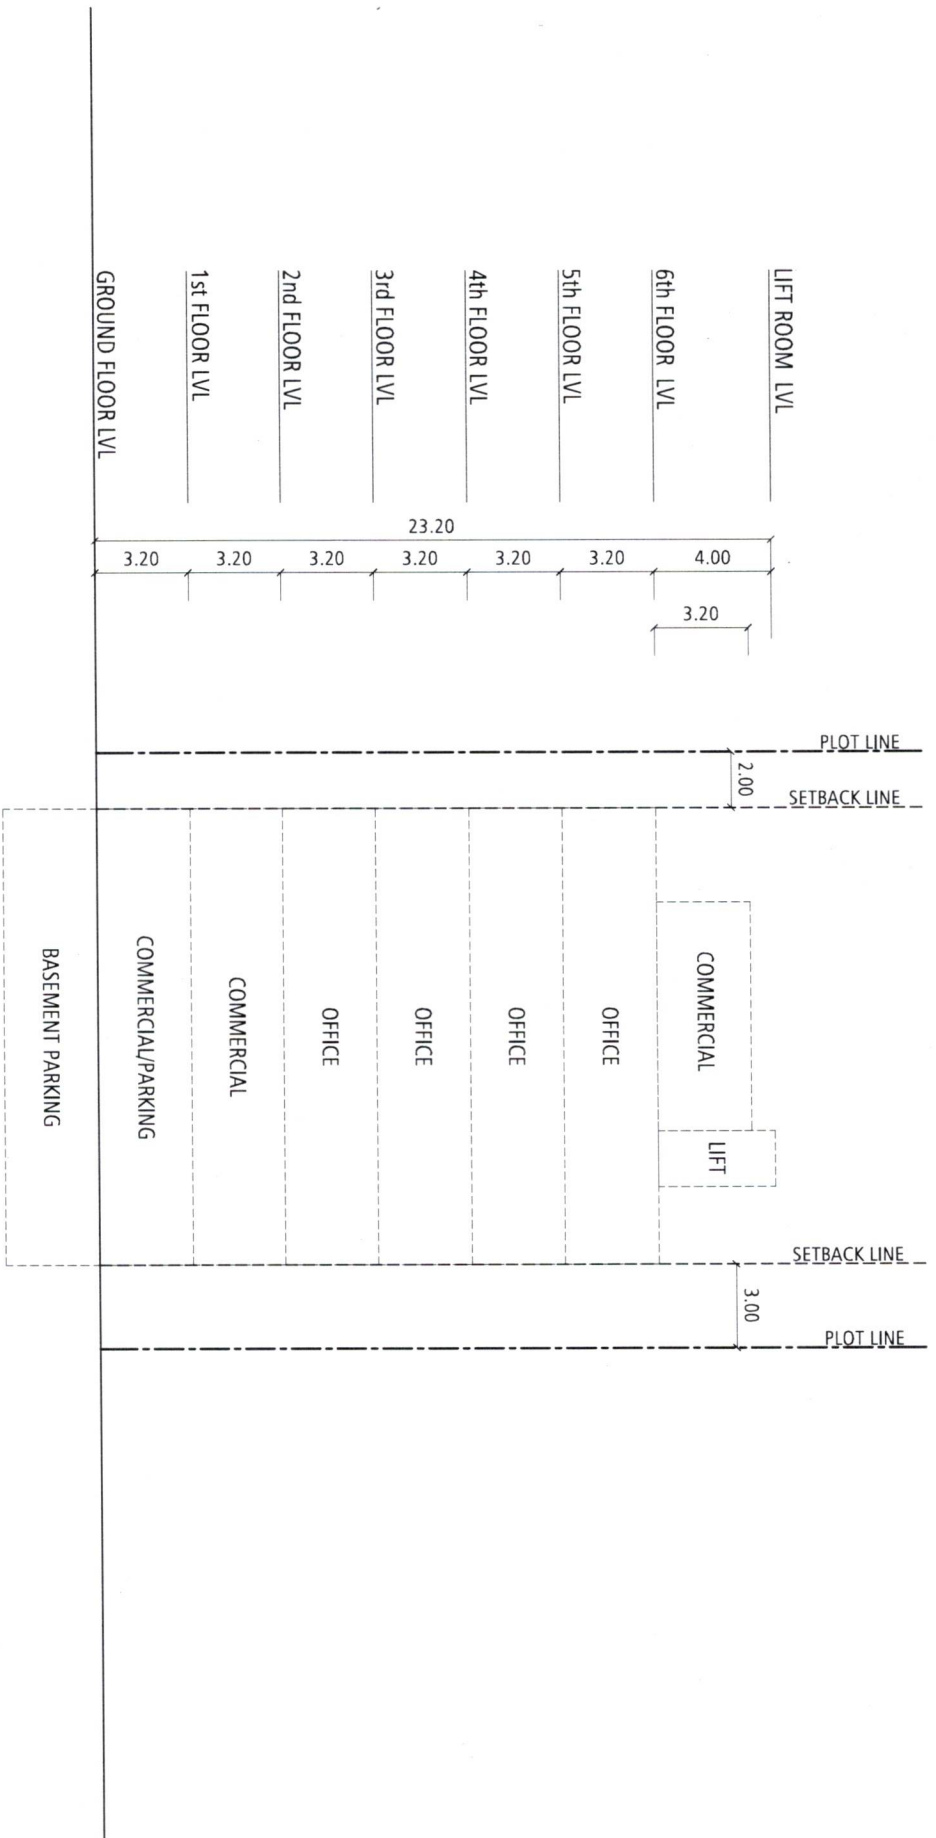 LIFT ROOM LVL
6th FLOOR LVL
5th FLOOR LVL
4th FLOOR LVL
3rd FLOOR LVL
2nd FLOOR LVL
1st FLOOR LVL
GROUND FLOOR LVL
23.20
3.20
3.20
3.20
3.20
3.20
3.20
4.00
3.20
PLOT LINE
2.00
SETBACK LINE
COMMERCIAL
LIFT
OFFICE
OFFICE
OFFICE
OFFICE
COMMERCIAL
COMMERCIAL/PARKING
BASEMENT PARKING
SETBACK LINE
3.00
PLOT LINE